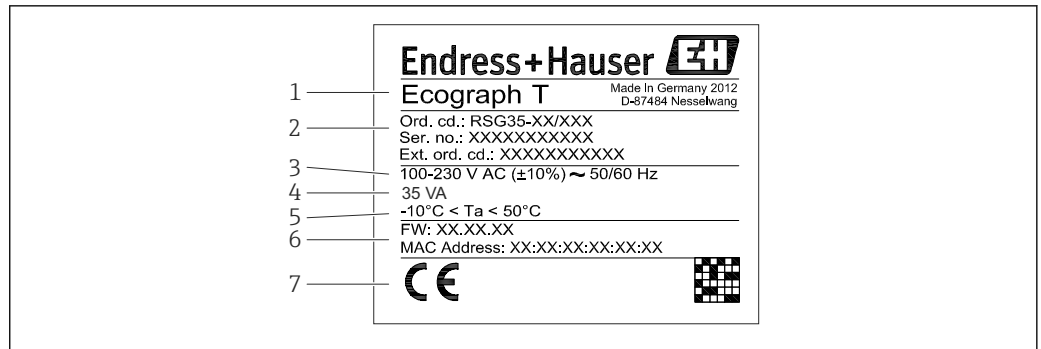 Endress+Hauser EH
1 Ecograph T
Made In Germany 2012
D-87484 Nesselwang
2 Ord. cd.: RSG35-XX/XXX
Ser. no.: XXXXXXXXXXX
Ext. ord. cd.: XXXXXXXXXXX
3 100-230 V AC (±10%) ~ 50/60 Hz
4 35 VA
5 -10°C < Ta < 50°C
6 FW: XX.XX.XX
MAC Address: XX:XX:XX:XX:XX:XX
7 CE